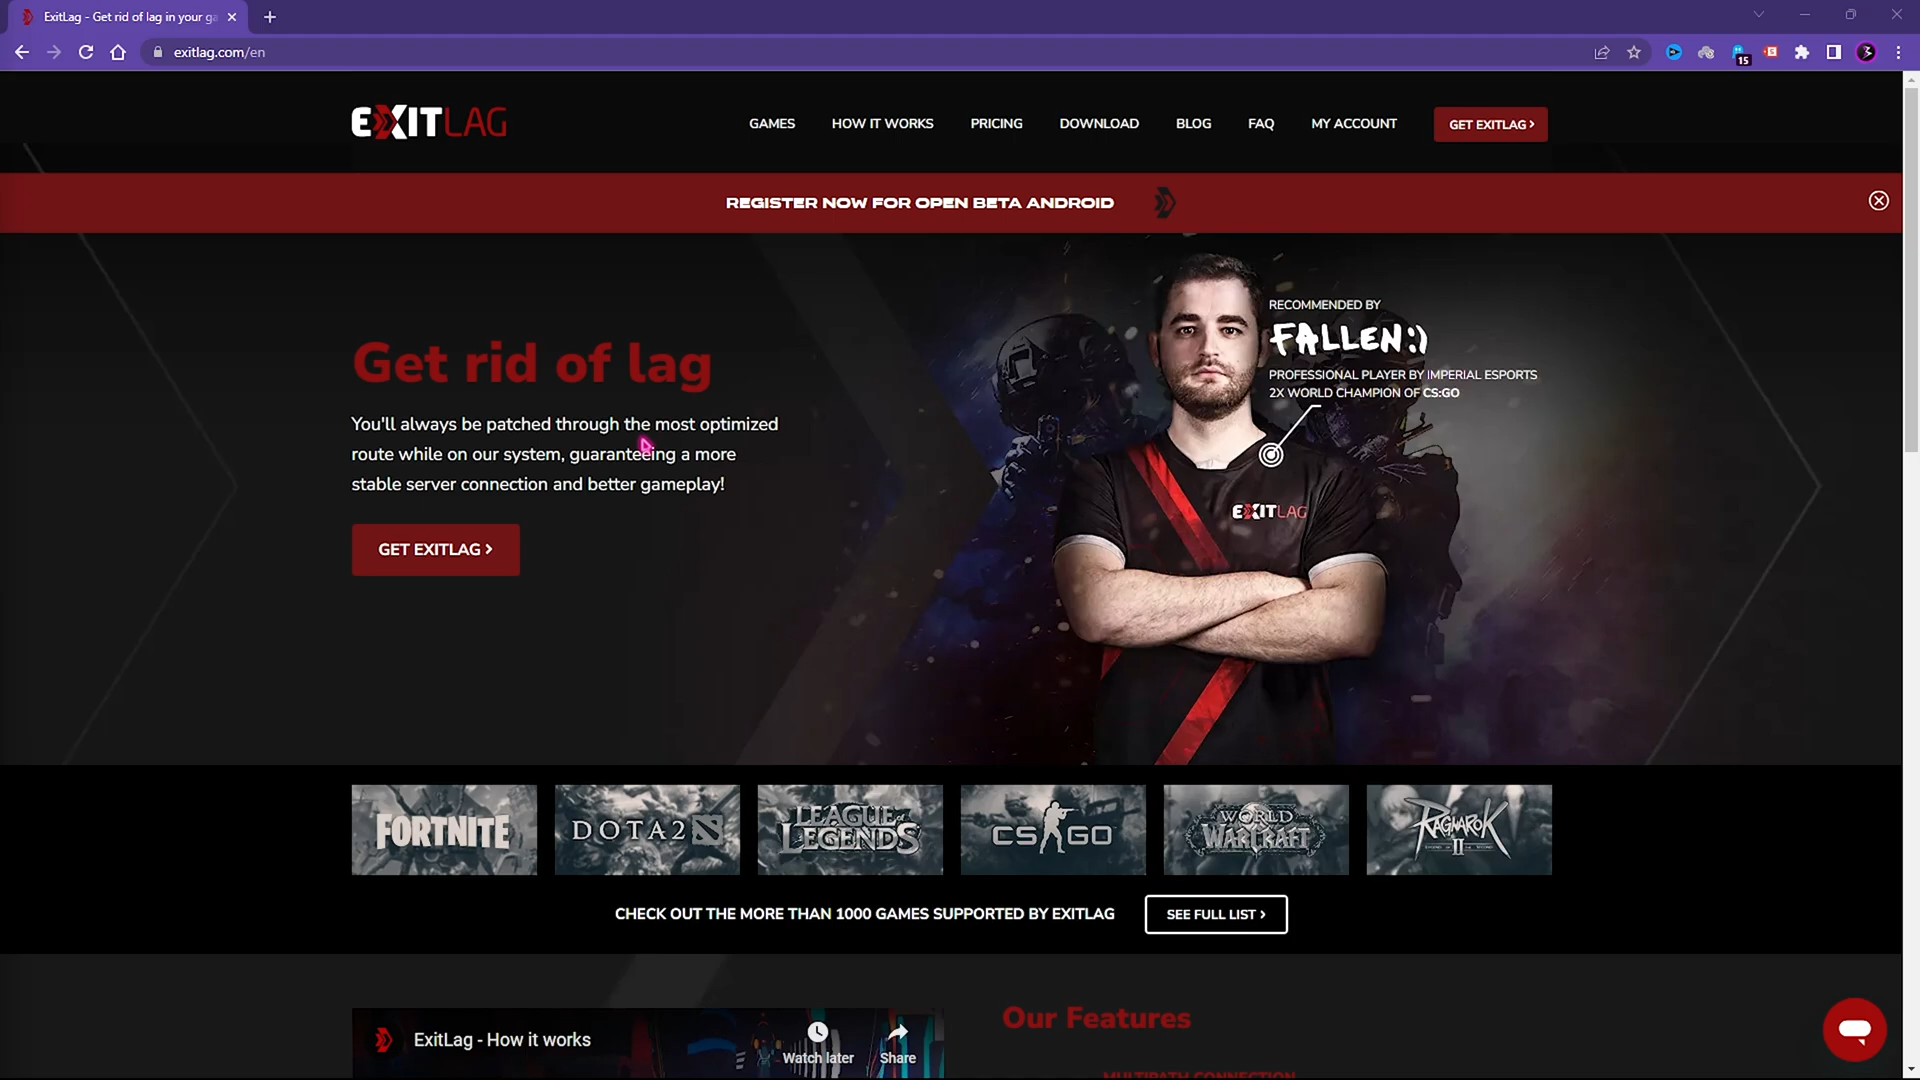 ExitLag - Get rid of lag in your ga
exitlag.com/en
15
EXITLAG
GAMES
HOW IT WORKS
PRICING
DOWNLOAD
BLOG
FAQ
MY ACCOUNT
GET EXITLAG
REGISTER NOW FOR OPEN BETA ANDROID
RECOMMENDED BY
FALLEN:)
PROFESSIONAL PLAYER BY IMPERIAL ESPORTS
2X WORLD CHAMPION OF CS:GO
Get rid of lag
You'll always be patched through the most optimized
route while on our system, guaranteeing a more
stable server connection and better gameplay!
GET EXITLAG
EXITLAG
FORTNITE
DOTA 2
LEAGUE of LEGENDS
CS GO
WORLD WARCRAFT
RAGNAROK II
CHECK OUT THE MORE THAN 1000 GAMES SUPPORTED BY EXITLAG
SEE FULL LIST
ExitLag - How it works
Watch later
Share
Our Features
MULTIPATH CONNECTION